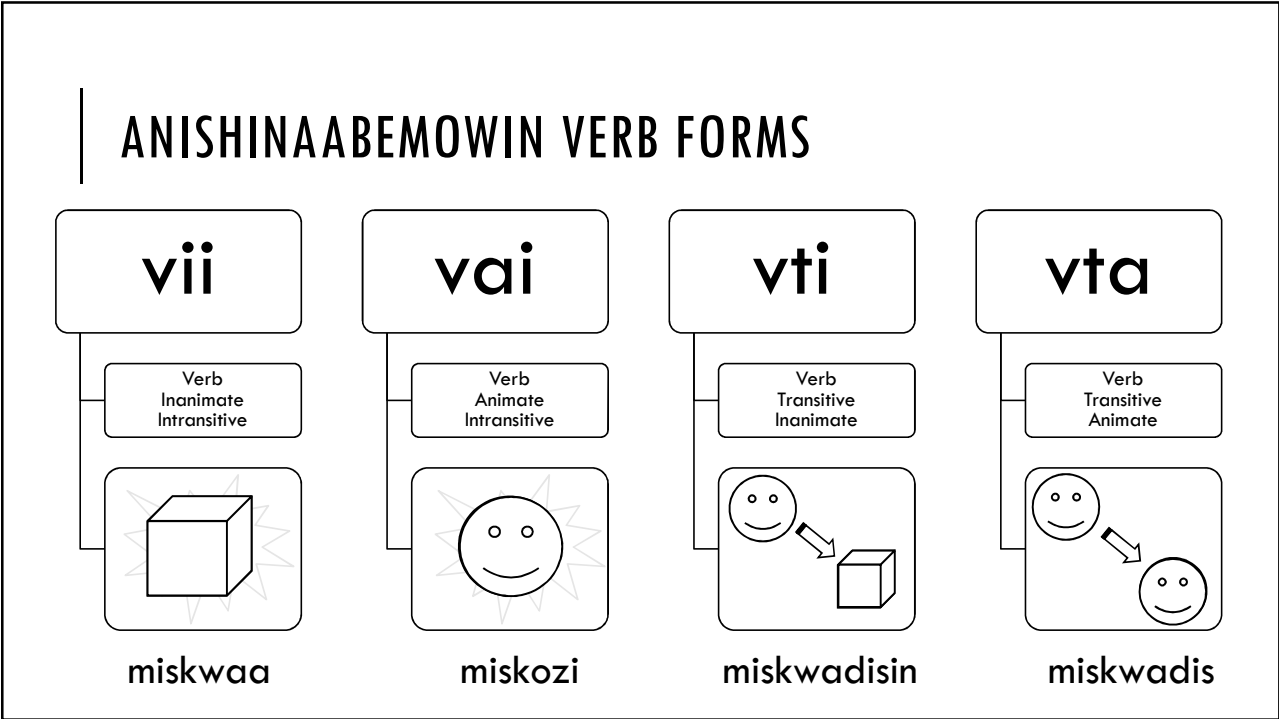 ANISHINAABEMOWIN VERB FORMS
vii
Verb
Inanimate
Intransitive
miskwaa
vai
Verb
Animate
Intransitive
miskozi
vti
Verb
Transitive
Inanimate
miskwadisin
vta
Verb
Transitive
Animate
miskwadis